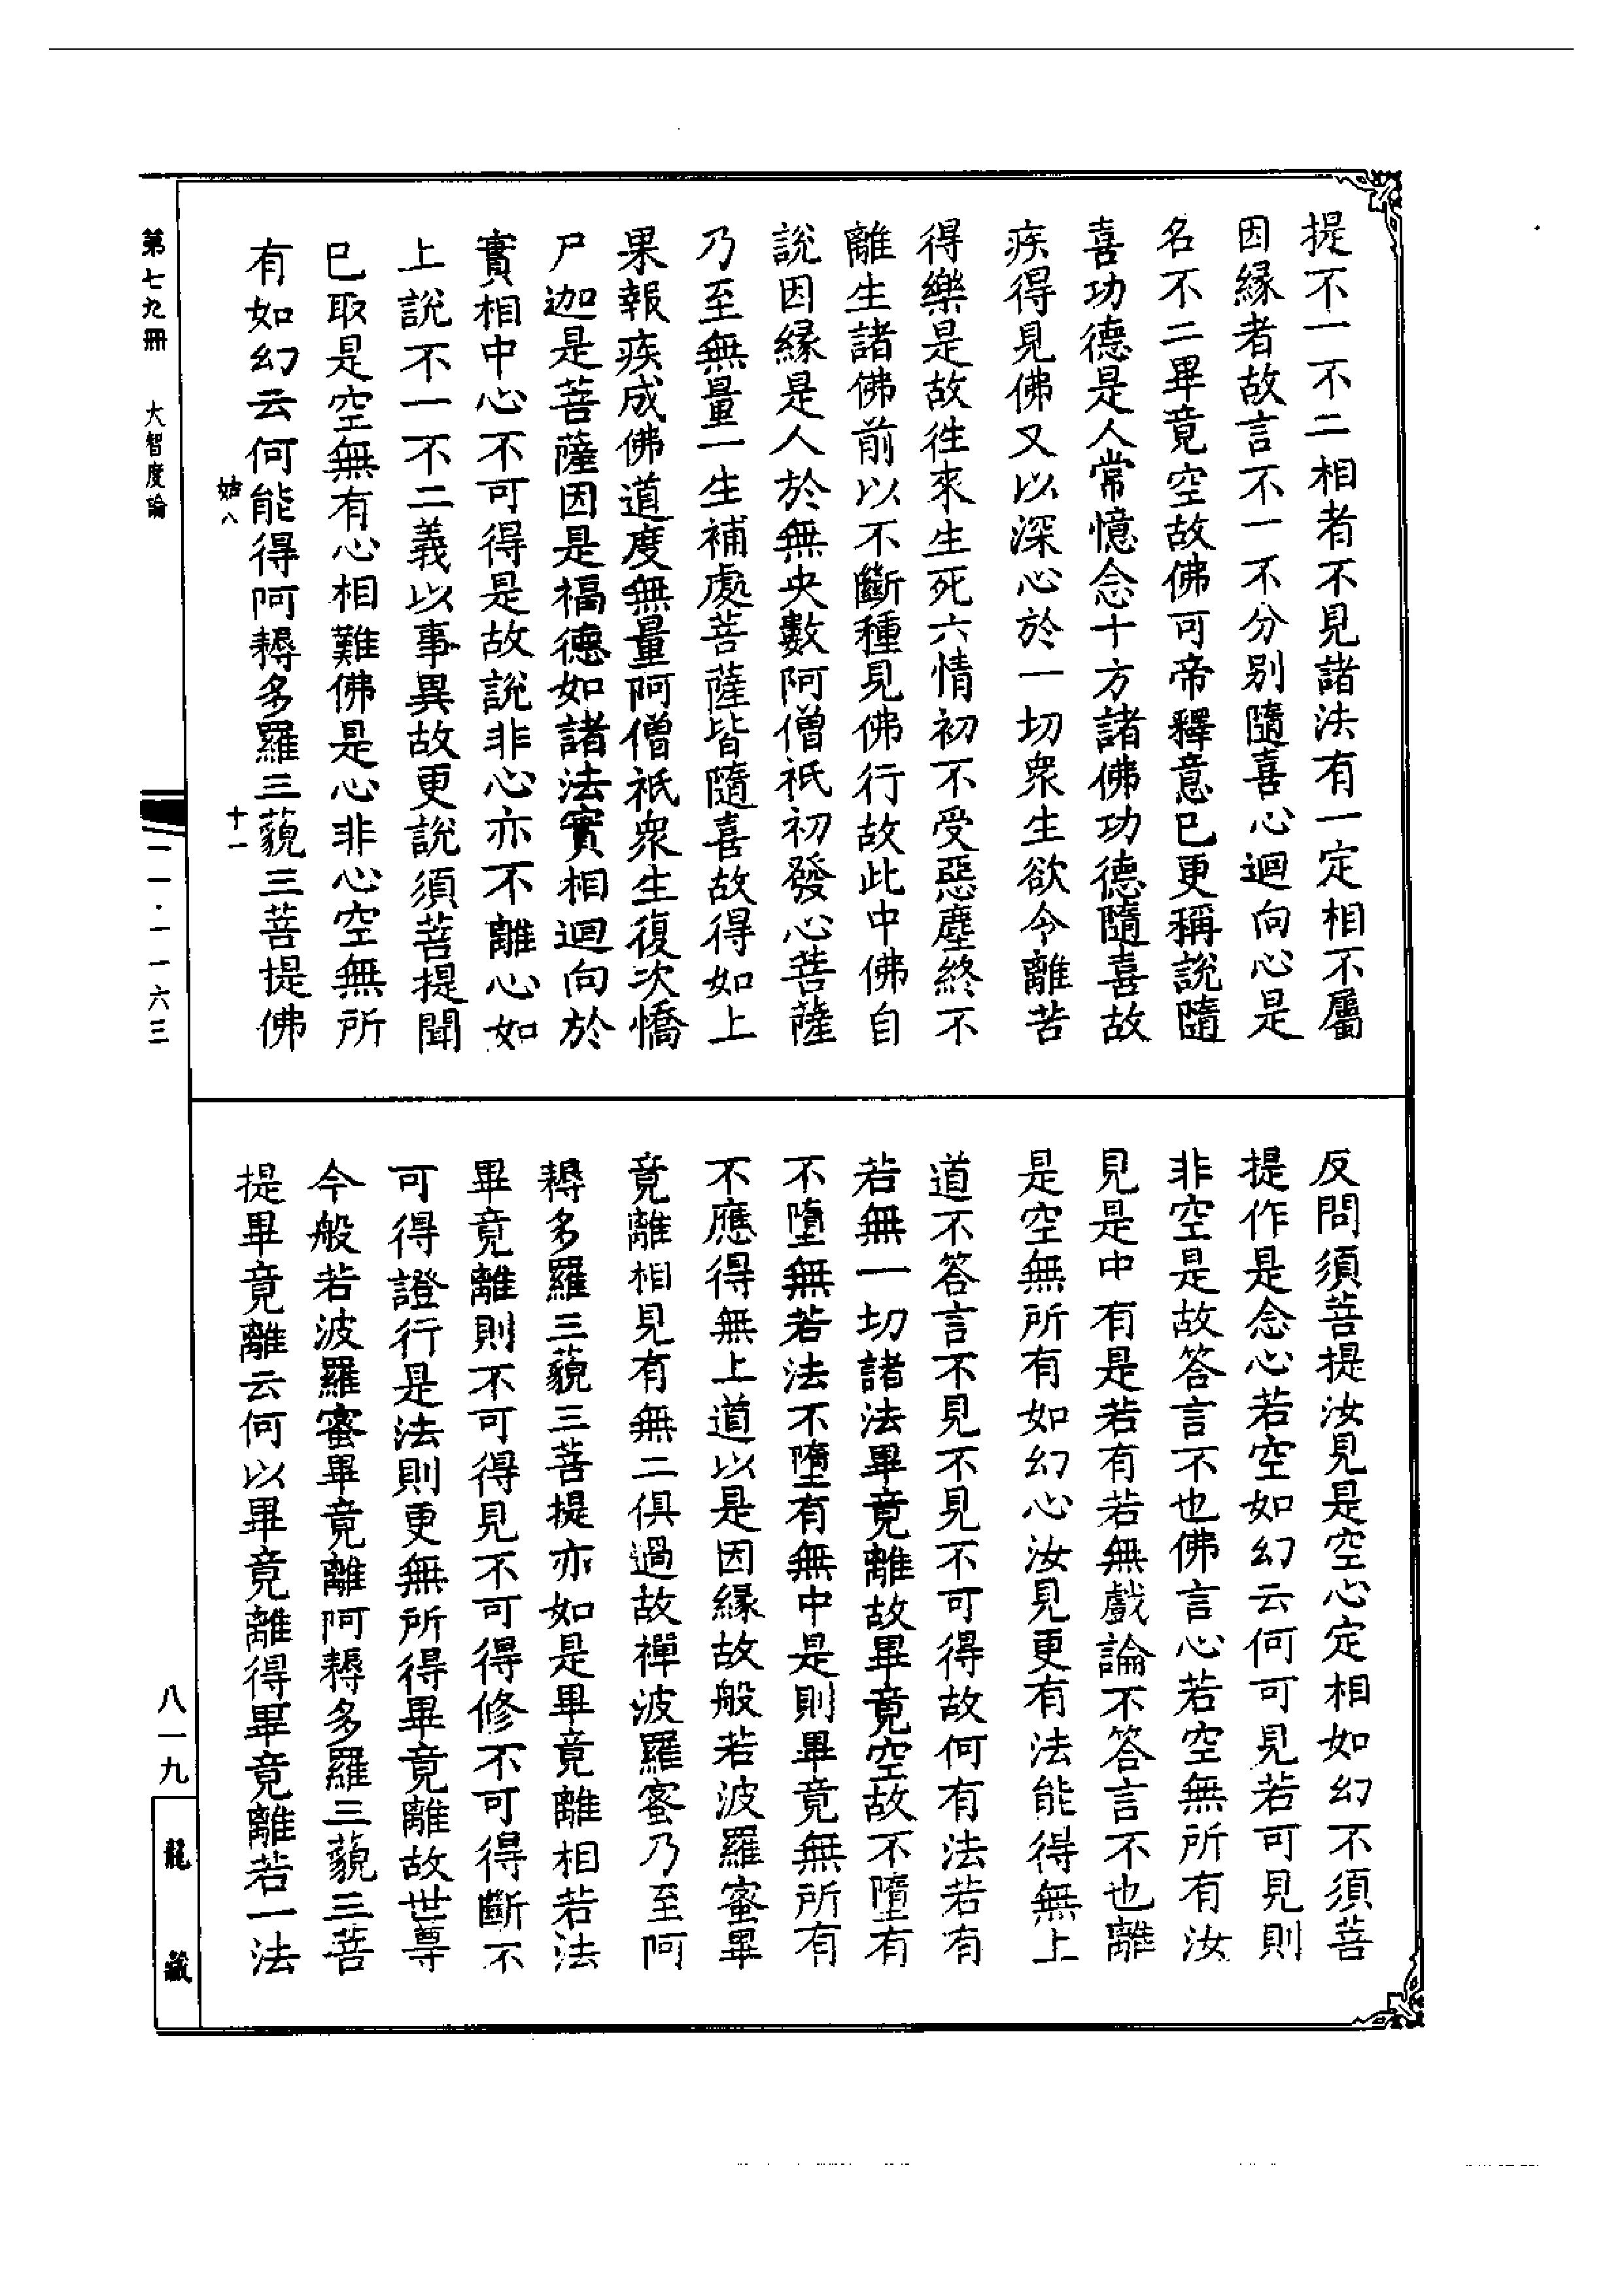 提不一不二相者不見諸法有一定相不屬
因緣者故言不一不分別隨喜心迴向心是
名不二畢竟空故佛可帝釋意已更稱說隨
喜功德是人常憶念十方諸佛功德隨喜故
疾得見佛又以深心於一切眾生欲令離苦
得樂是故往來生死六情初不受惡塵終不
離生諸佛前以不斷種見佛行故此中佛自
說因緣是人於無央數阿僧祇初發心菩薩
乃至無量一生補處菩薩皆隨喜故得如上
果報疾成佛道度無量阿僧祇眾生復次憍
尸迦是菩薩因是福德如諸法實相迴向於
實相中心不可得是故說非心亦不離心如
上說不一不二義以事異故更說須菩提聞
已取是空無有心相難佛是心非心空無所
有如幻云何能得阿耨多羅三藐三菩提佛
反問須菩提汝見是空心定相如幻不須菩
提作是念心若空如幻云何可見若可見則
非空是故答言不也佛言心若空無所有汝
見是中有是若有若無戲論不答言不也離
是空無所有如幻心汝見更有法能得無上
道不答言不見不見不可得故何有法若有
若無一切諸法畢竟離故畢竟空故不墮有
不墮無若法不墮有無中是則畢竟無所有
不應得無上道以是因緣故般若波羅蜜畢
竟離相見有無二俱過故禪波羅蜜乃至阿
耨多羅三藐三菩提亦如是畢竟離相若法
畢竟離則不可得見不可得修不可得斷不
可得證行是法則更無所得畢竟離故世尊
今般若波羅蜜畢竟離阿耨多羅三藐三菩
提畢竟離云何以畢竟離得畢竟離若一法
第七九冊 大智度論
姑八 十一
一一·一一六三
八一九
龍藏